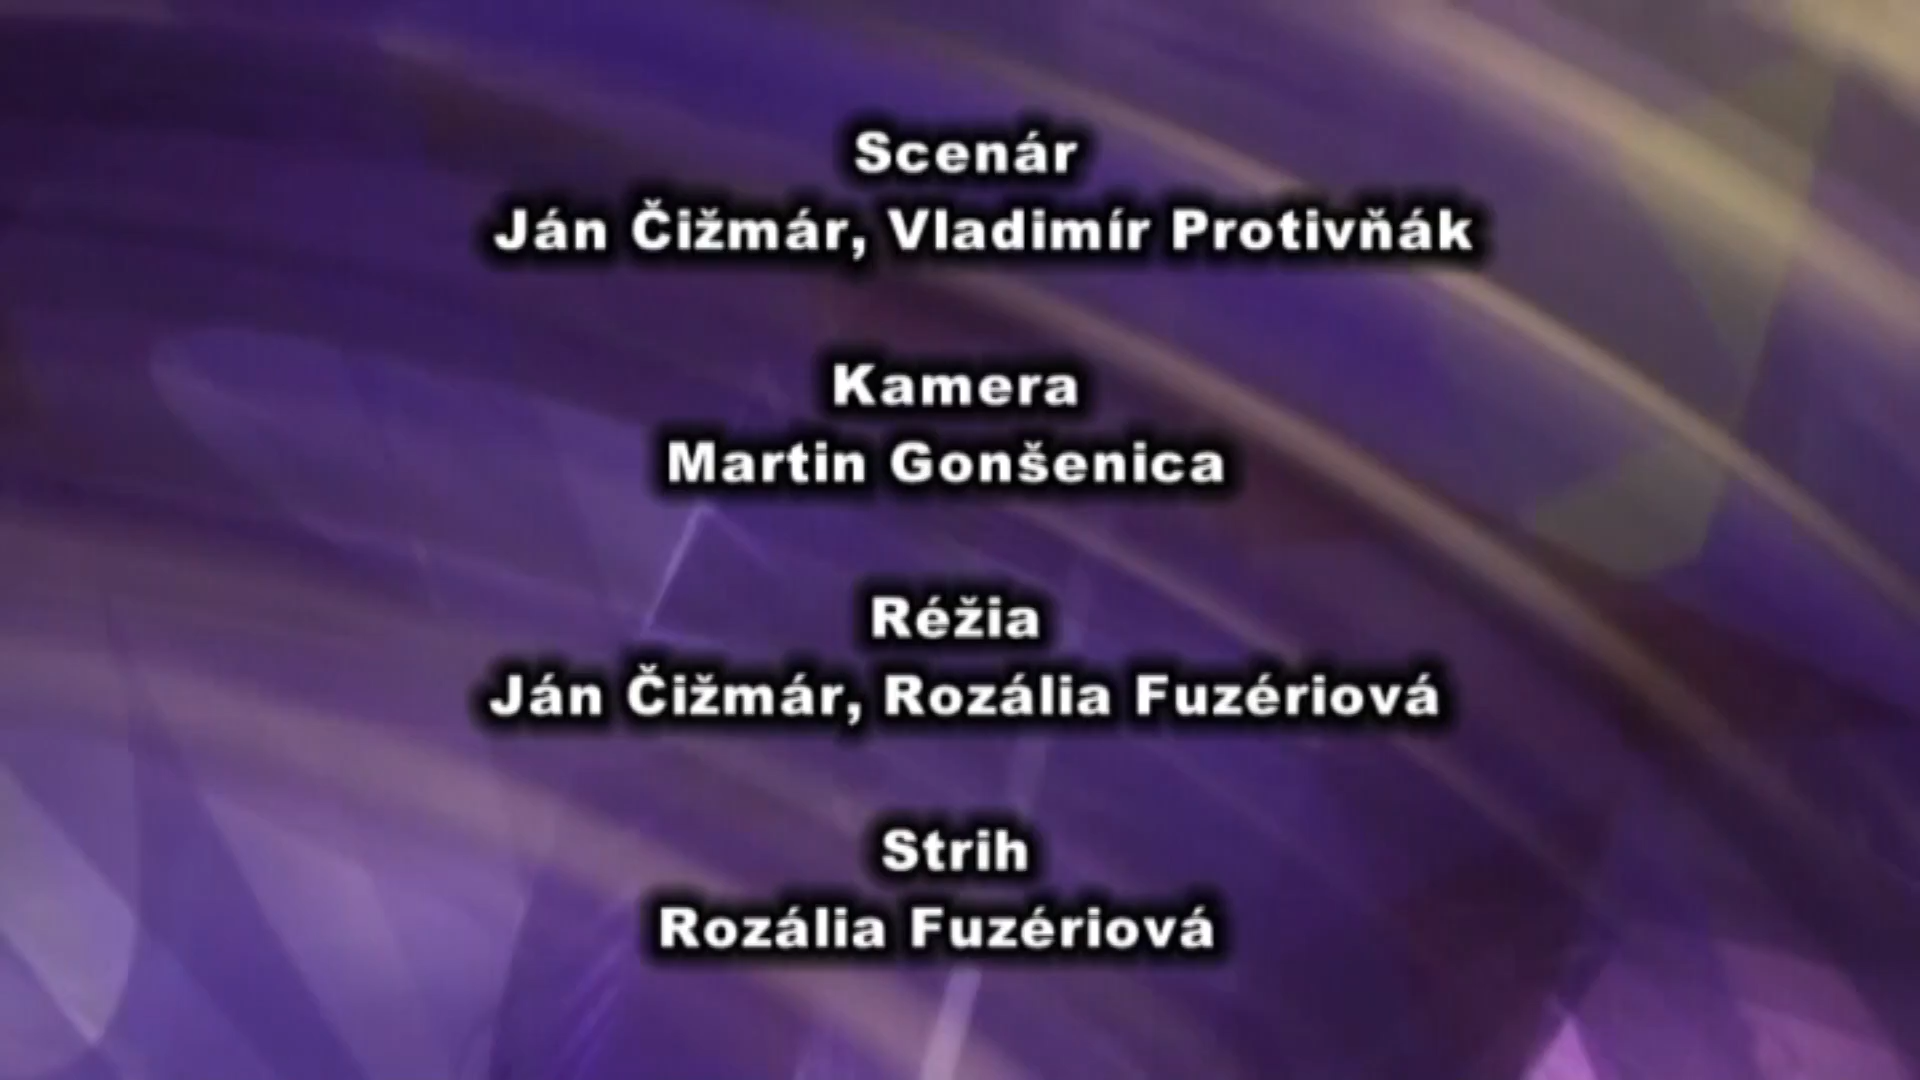 Scenár
Ján Čižmár, Vladimír Protivňák
Kamera
Martin Gonšenica
Réžia
Ján Čižmár, Rozália Fuzériová
Strih
Rozália Fuzériová